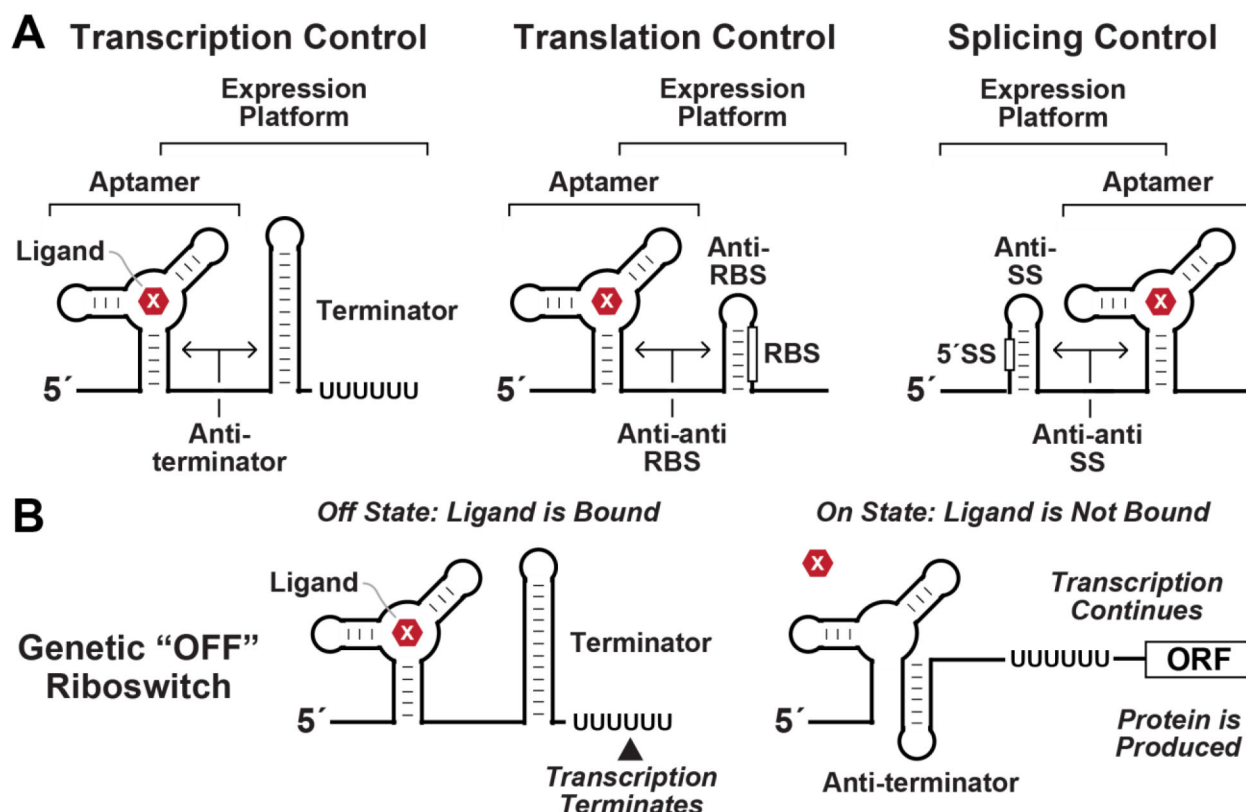 A
Transcription Control
Expression
Platform
Aptamer
Ligand
X
Terminator
5´
UUUUUU
Anti-
terminator
Translation Control
Expression
Platform
Aptamer
X
Anti-
RBS
RBS
5´
Anti-anti
RBS
Splicing Control
Expression
Platform
Aptamer
Anti-
SS
X
5´SS
5´
Anti-anti
SS
B
Genetic “OFF”
Riboswitch
Off State: Ligand is Bound
Ligand
X
Terminator
5´
UUUUUU
Transcription
Terminates
On State: Ligand is Not Bound
X
Transcription
Continues
UUUUUU
ORF
5´
Protein is
Produced
Anti-terminator